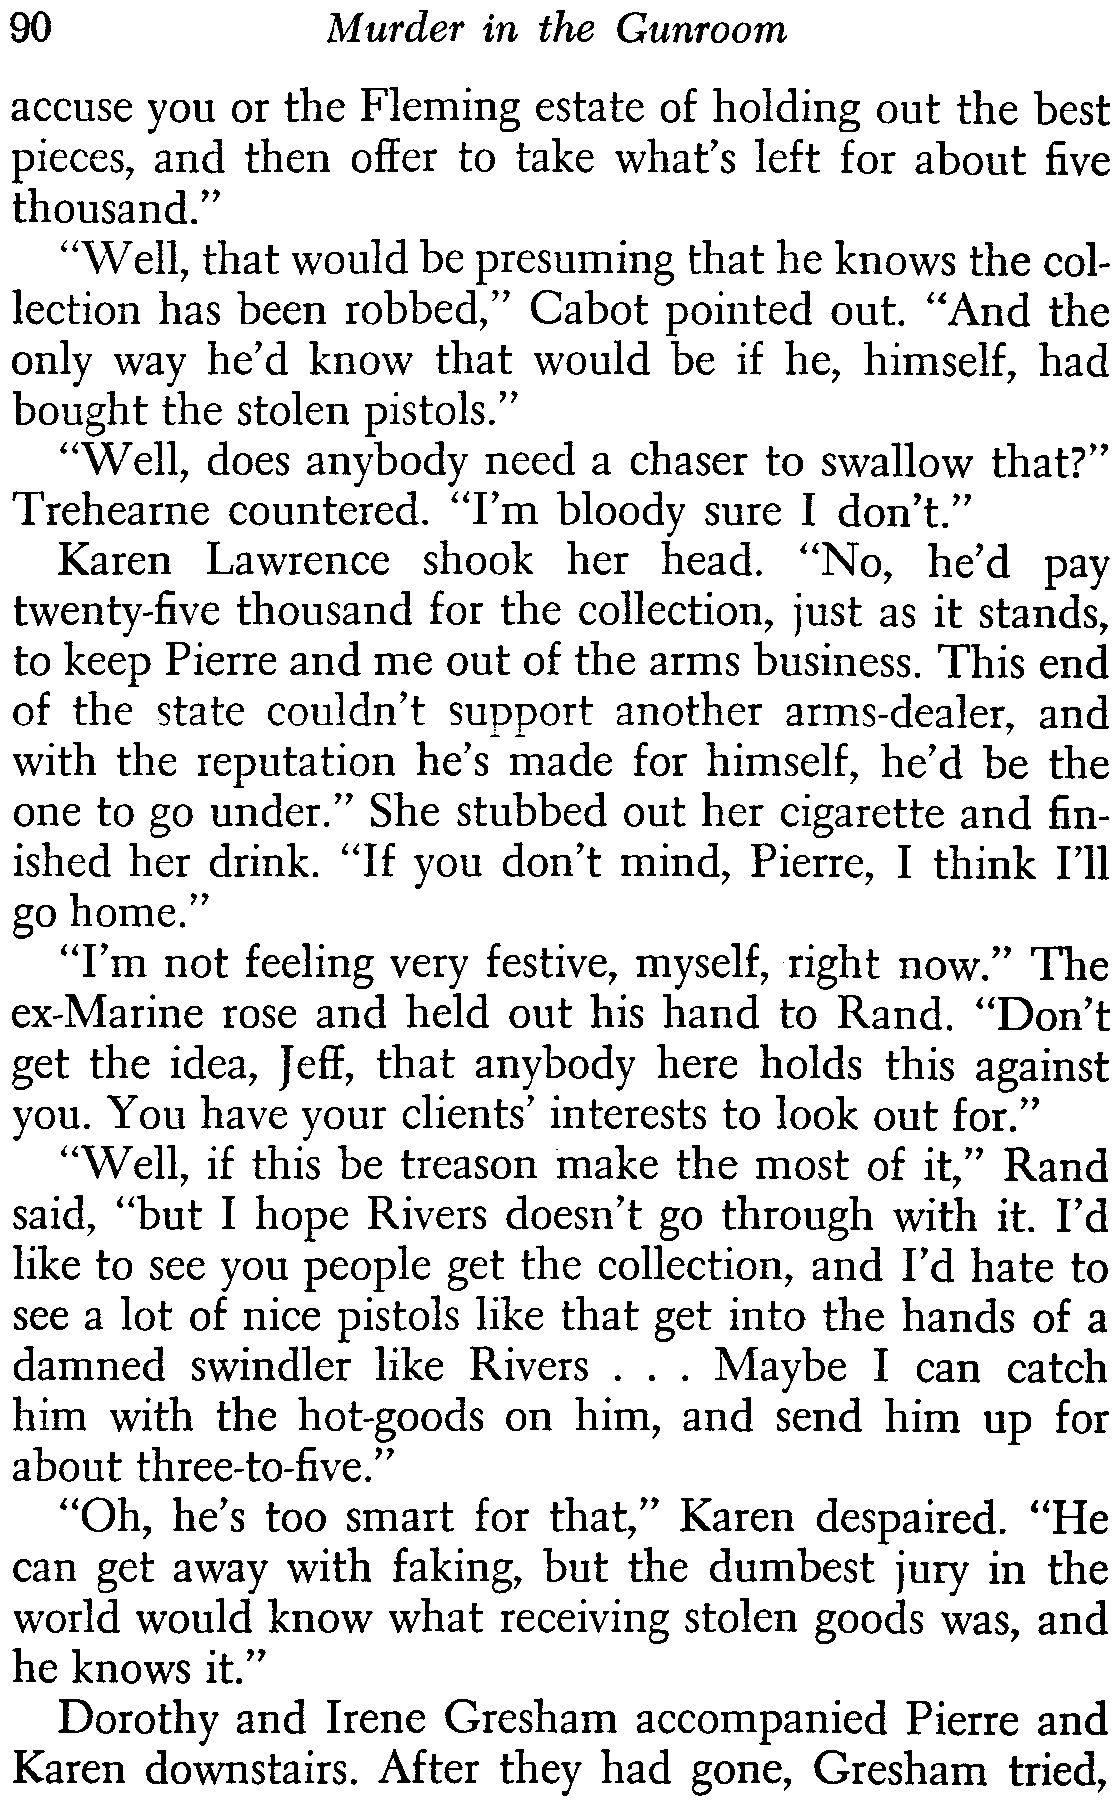 90 Murder in the Gunroom
accuse you or the Fleming estate of holding out the best
pieces, and then offer to take what's left for about five
thousand."
"Well, that would be presuming that he knows the col-
lection has been robbed," Cabot pointed out. "And the
only way he'd know that would be if he, himself, had
bought the stolen pistols."
"Well, does anybody need a chaser to swallow that?"
Trehearne countered. "I'm bloody sure I don't."
Karen Lawrence shook her head. "No, he'd pay
twenty-five thousand for the collection, just as it stands,
to keep Pierre and me out of the arms business. This end
of the state couldn't support another arms-dealer, and
with the reputation he's made for himself, he'd be the
one to go under." She stubbed out her cigarette and fin-
ished her drink. "If you don't mind, Pierre, I think I'll
go home."
"I'm not feeling very festive, myself, right now." The
ex-Marine rose and held out his hand to Rand. "Don't
get the idea, Jeff, that anybody here holds this against
you. You have your clients' interests to look out for."
"Well, if this be treason make the most of it," Rand
said, "but I hope Rivers doesn't go through with it. I'd
like to see you people get the collection, and I'd hate to
see a lot of nice pistols like that get into the hands of a
damned swindler like Rivers . . . Maybe I can catch
him with the hot-goods on him, and send him up for
about three-to-five."
"Oh, he's too smart for that," Karen despaired. "He
can get away with faking, but the dumbest jury in the
world would know what receiving stolen goods was, and
he knows it."
Dorothy and Irene Gresham accompanied Pierre and
Karen downstairs. After they had gone, Gresham tried,